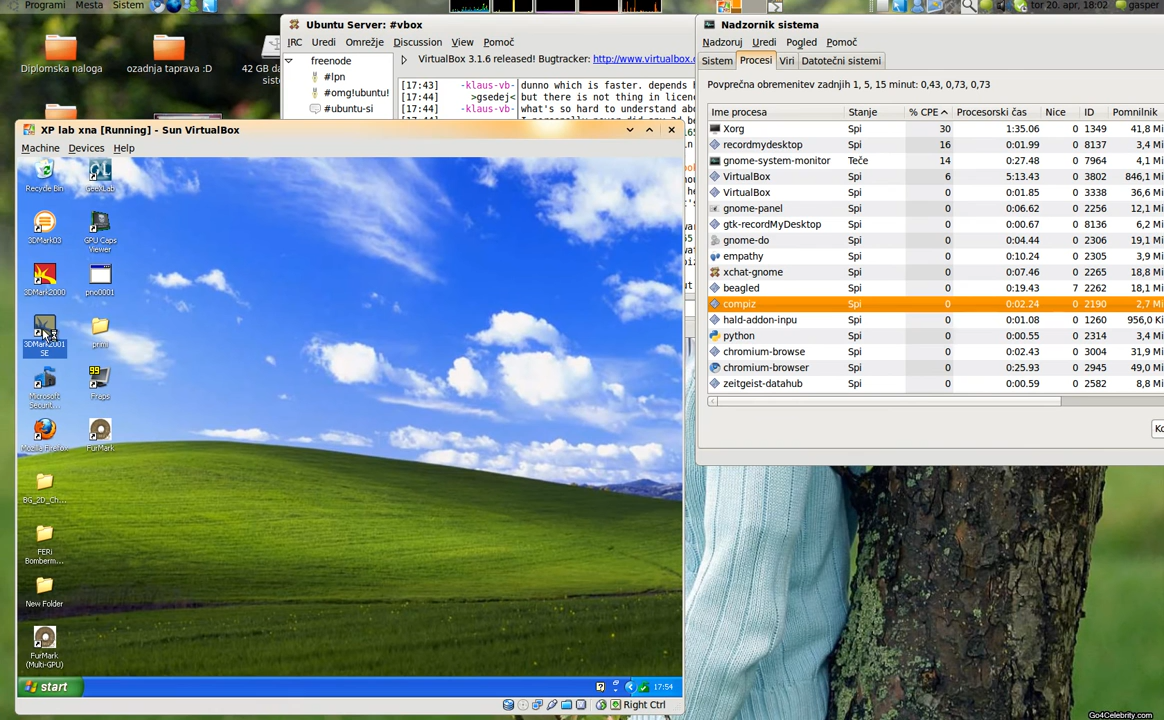 Programi Mesta Sistem
tor 20. apr, 18:02 gasper
Diplomska naloga
ozadnja taprava :D
42 GB da
sistem
Ubuntu Server: #vbox
IRC Uredi Omrežje Discussion View Pomoč
freenode
#lpn
#omg!ubuntu!
#ubuntu-si
VirtualBox 3.1.6 released! Bugtracker: http://www.virtualbox.
[17:43] -klaus-vb- dunno which is faster. depends h
[17:44] >gsedej< but there is not thing in licenc
[17:44] -klaus-vb- what's so hard to understand abo
Nadzornik sistema
Nadzoruj Uredi Pogled Pomoč
Sistem Procesi Viri Datotečni sistemi
Povprečna obremenitev zadnjih 1, 5, 15 minut: 0,43, 0,73, 0,73
Ime procesa Stanje % CPE Procesorski čas Nice ID Pomnilnik
Xorg Spi 30 1:35.06 0 1349 41,8 Mi
recordmydesktop Spi 16 0:01.99 0 8137 3,4 Mi
gnome-system-monitor Teče 14 0:27.48 0 7964 4,1 Mi
VirtualBox Spi 6 5:13.43 0 3802 846,1 Mi
VirtualBox Spi 0 0:01.85 0 3338 36,6 Mi
gnome-panel Spi 0 0:06.62 0 2256 12,1 Mi
gtk-recordMyDesktop Spi 0 0:00.67 0 8136 6,2 Mi
gnome-do Spi 0 0:04.44 0 2306 19,1 Mi
empathy Spi 0 0:10.24 0 2305 3,9 Mi
xchat-gnome Spi 0 0:07.46 0 2265 18,8 Mi
beagled Spi 0 0:19.43 7 2262 18,1 Mi
compiz Spi 0 0:02.24 0 2190 2,7 Mi
hald-addon-inpu Spi 0 0:01.08 0 1260 956,0 Ki
python Spi 0 0:00.55 0 2314 3,4 Mi
chromium-browse Spi 0 0:02.43 0 3004 31,9 Mi
chromium-browser Spi 0 0:25.93 0 2945 49,0 Mi
zeitgeist-datahub Spi 0 0:00.59 0 2582 8,8 Mi
Ko
XP lab xna [Running] - Sun VirtualBox
Machine Devices Help
Recycle Bin
GeeXLab
3DMark03
GPU Caps
Viewer
3DMark2000
pno0001
3DMark2001
SE
prini
Microsoft
Securit...
99
Fraps
Mozilla Firefox
FurMark
BG_2D_Ch...
FERi
Bomberm...
New Folder
FurMark
(Multi-GPU)
start
17:54
Right Ctrl
Go4Celebrity.com